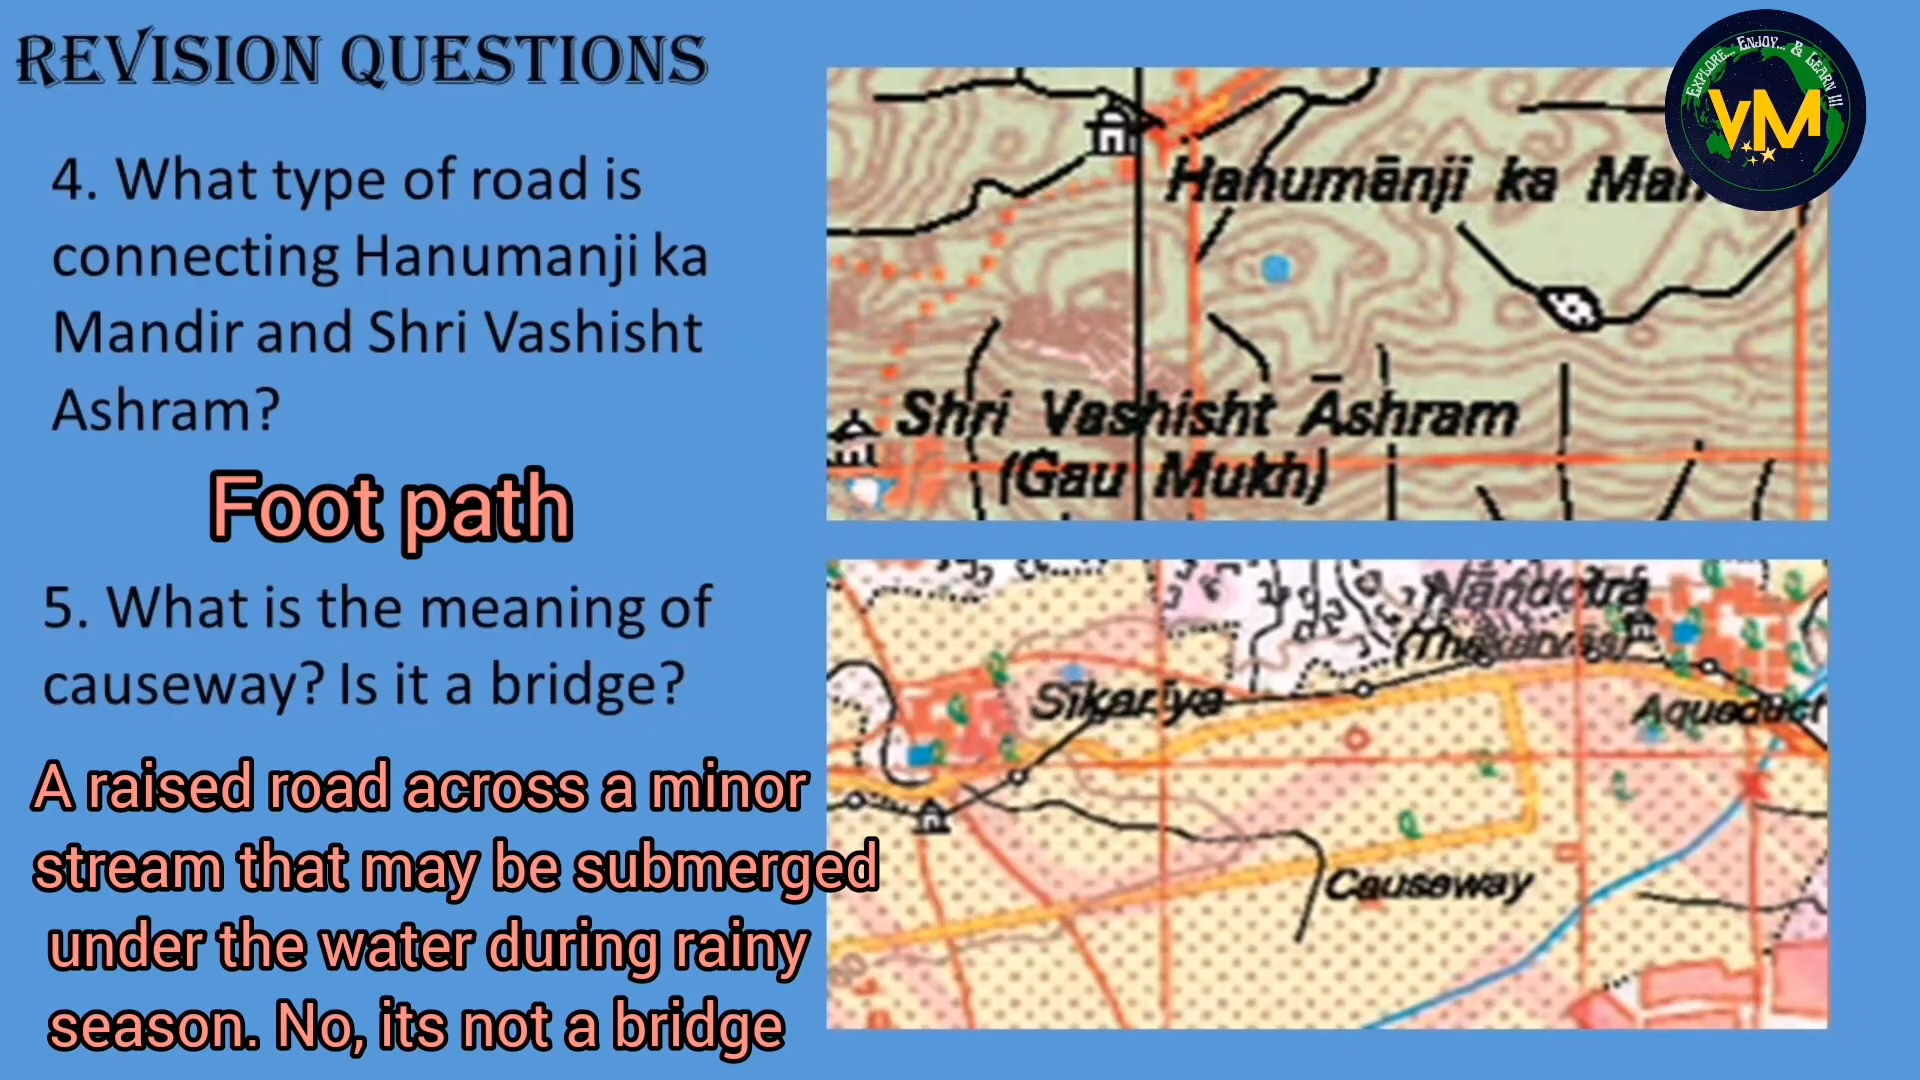 REVISION QUESTIONS
4. What type of road is
connecting Hanumanji ka
Mandir and Shri Vashisht
Ashram?
Foot path
5. What is the meaning of
causeway? Is it a bridge?
A raised road across a minor
stream that may be submerged
under the water during rainy
season. No, its not a bridge
EXPLORE... ENJOY... & LEARN !!!
VM
Hanumānji ka
Shri Vashisht Āshram
(Gau Mukh)
Sīkarīya
Aqueduct
Causeway